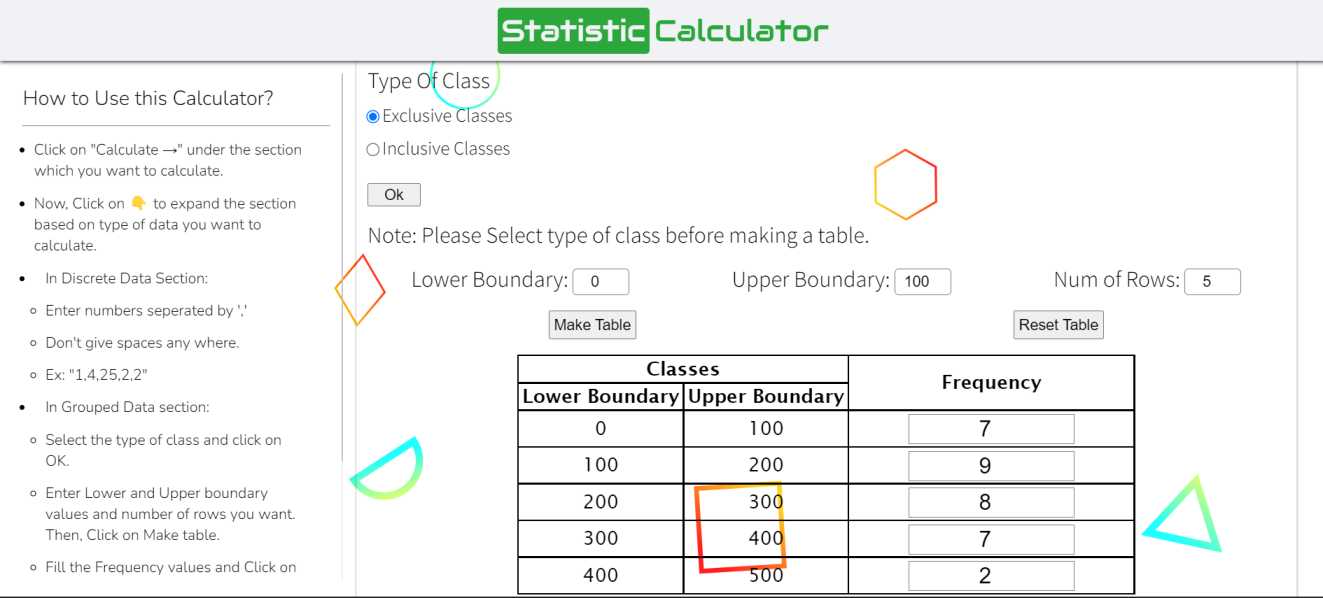 Statistic Calculator
How to Use this Calculator?
• Click on "Calculate →" under the section
which you want to calculate.
• Now, Click on 👇 to expand the section
based on type of data you want to
calculate.
• In Discrete Data Section:
◦ Enter numbers seperated by ','
◦ Don't give spaces any where.
◦ Ex: "1,4,25,2,2"
• In Grouped Data section:
◦ Select the type of class and click on
OK.
◦ Enter Lower and Upper boundary
values and number of rows you want.
Then, Click on Make table.
◦ Fill the Frequency values and Click on
Type Of Class
Exclusive Classes
Inclusive Classes
Ok
Note: Please Select type of class before making a table.
Lower Boundary: 0 Upper Boundary: 100 Num of Rows: 5
Make Table Reset Table
Classes Frequency
Lower Boundary Upper Boundary
0 100 7
100 200 9
200 300 8
300 400 7
400 500 2